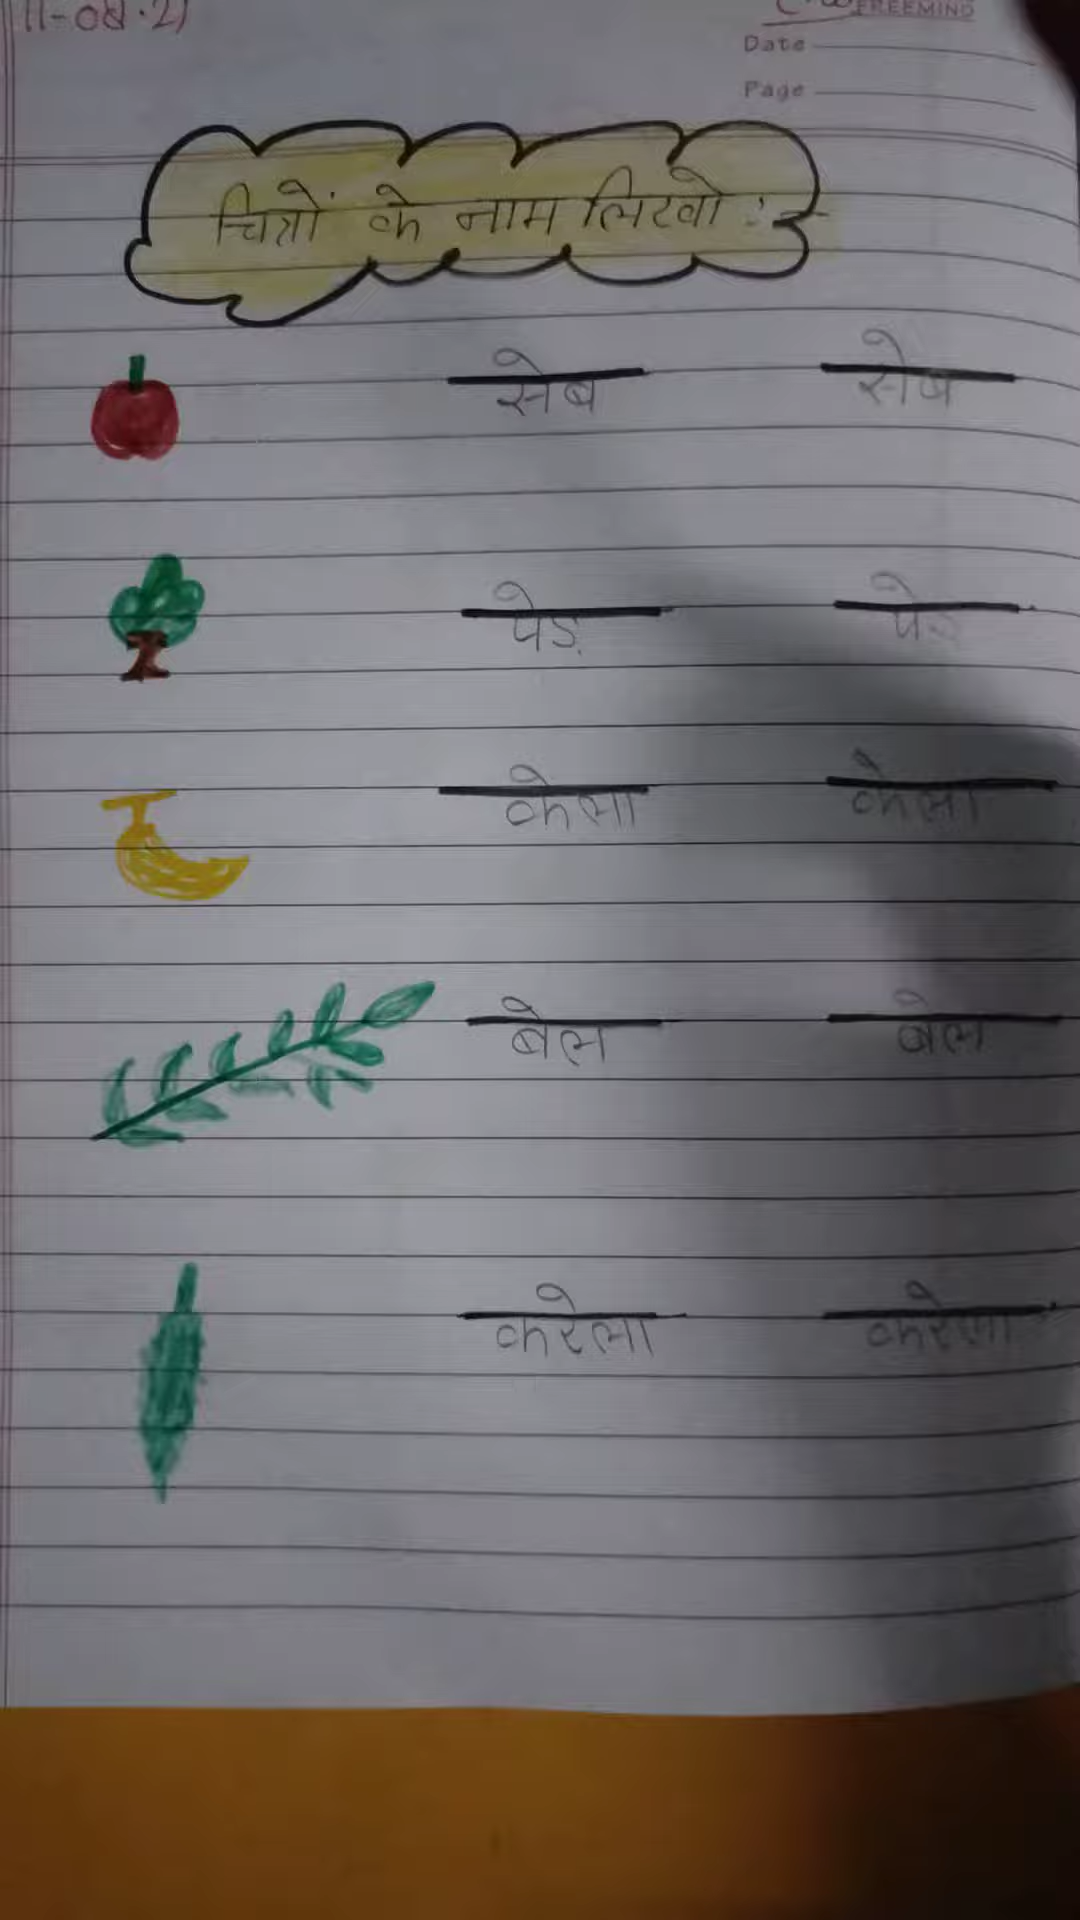 11-08-21
FREEMIND
Date
Page
चित्रों के नाम लिखो :-
सेब सेब
पेड़ पेड़
केला केला
बेल बेल
करेला करेला